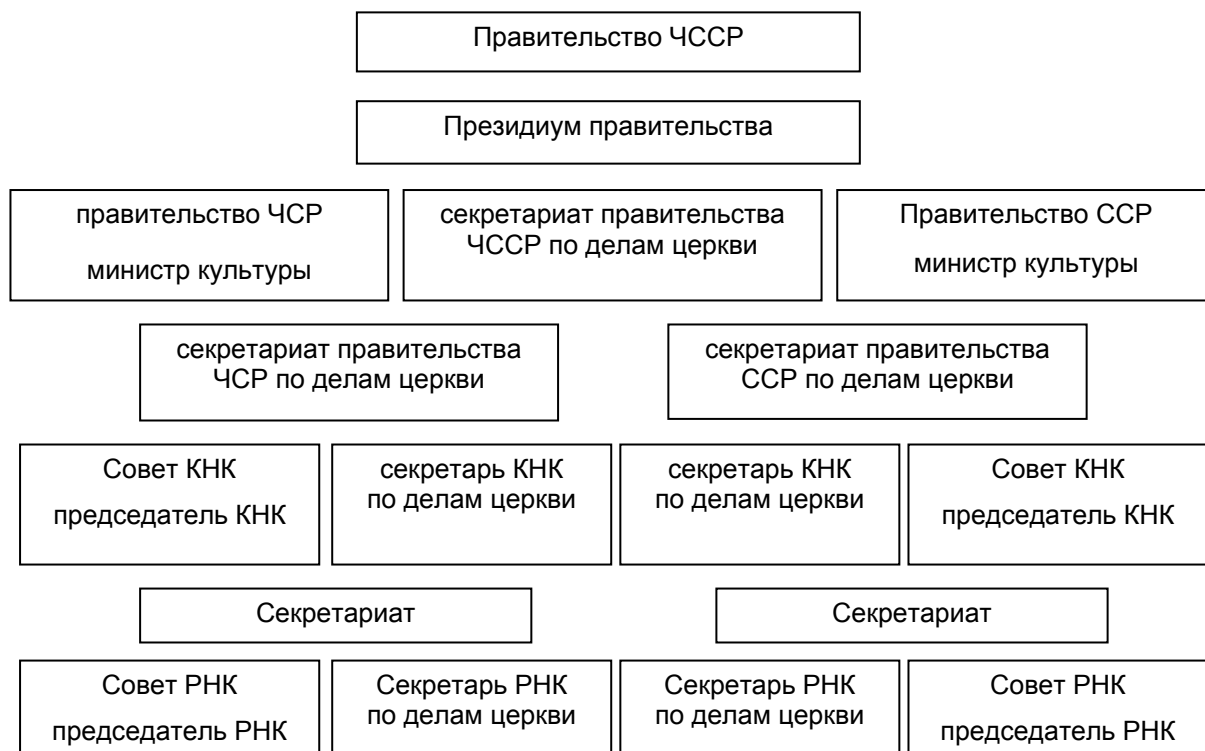 Правительство ЧССР
Президиум правительства
правительство ЧСР
министр культуры
секретариат правительства
ЧССР по делам церкви
Правительство ССР
министр культуры
секретариат правительства
ЧСР по делам церкви
секретариат правительства
ССР по делам церкви
Совет КНК
председатель КНК
секретарь КНК
по делам церкви
секретарь КНК
по делам церкви
Совет КНК
председатель КНК
Секретариат
Секретариат
Совет РНК
председатель РНК
Секретарь РНК
по делам церкви
Секретарь РНК
по делам церкви
Совет РНК
председатель РНК